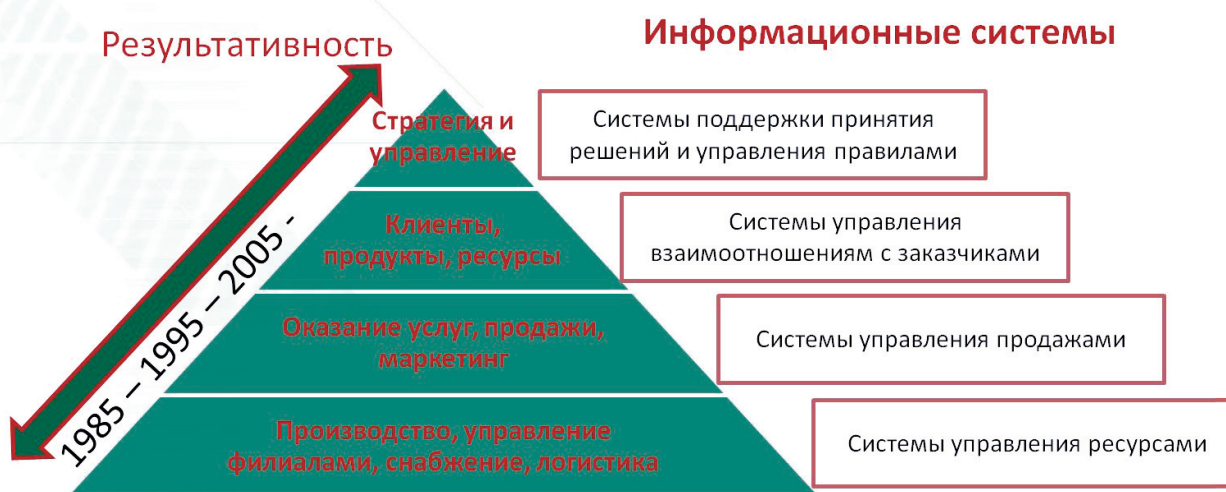 Результативность
Информационные системы
1985 – 1995 – 2005 -
Стратегия и
управление
Системы поддержки принятия
решений и управления правилами
Клиенты,
продукты, ресурсы
Системы управления
взаимоотношениям с заказчиками
Оказание услуг, продажи,
маркетинг
Системы управления продажами
Производство, управление
филиалами, снабжение, логистика
Системы управления ресурсами